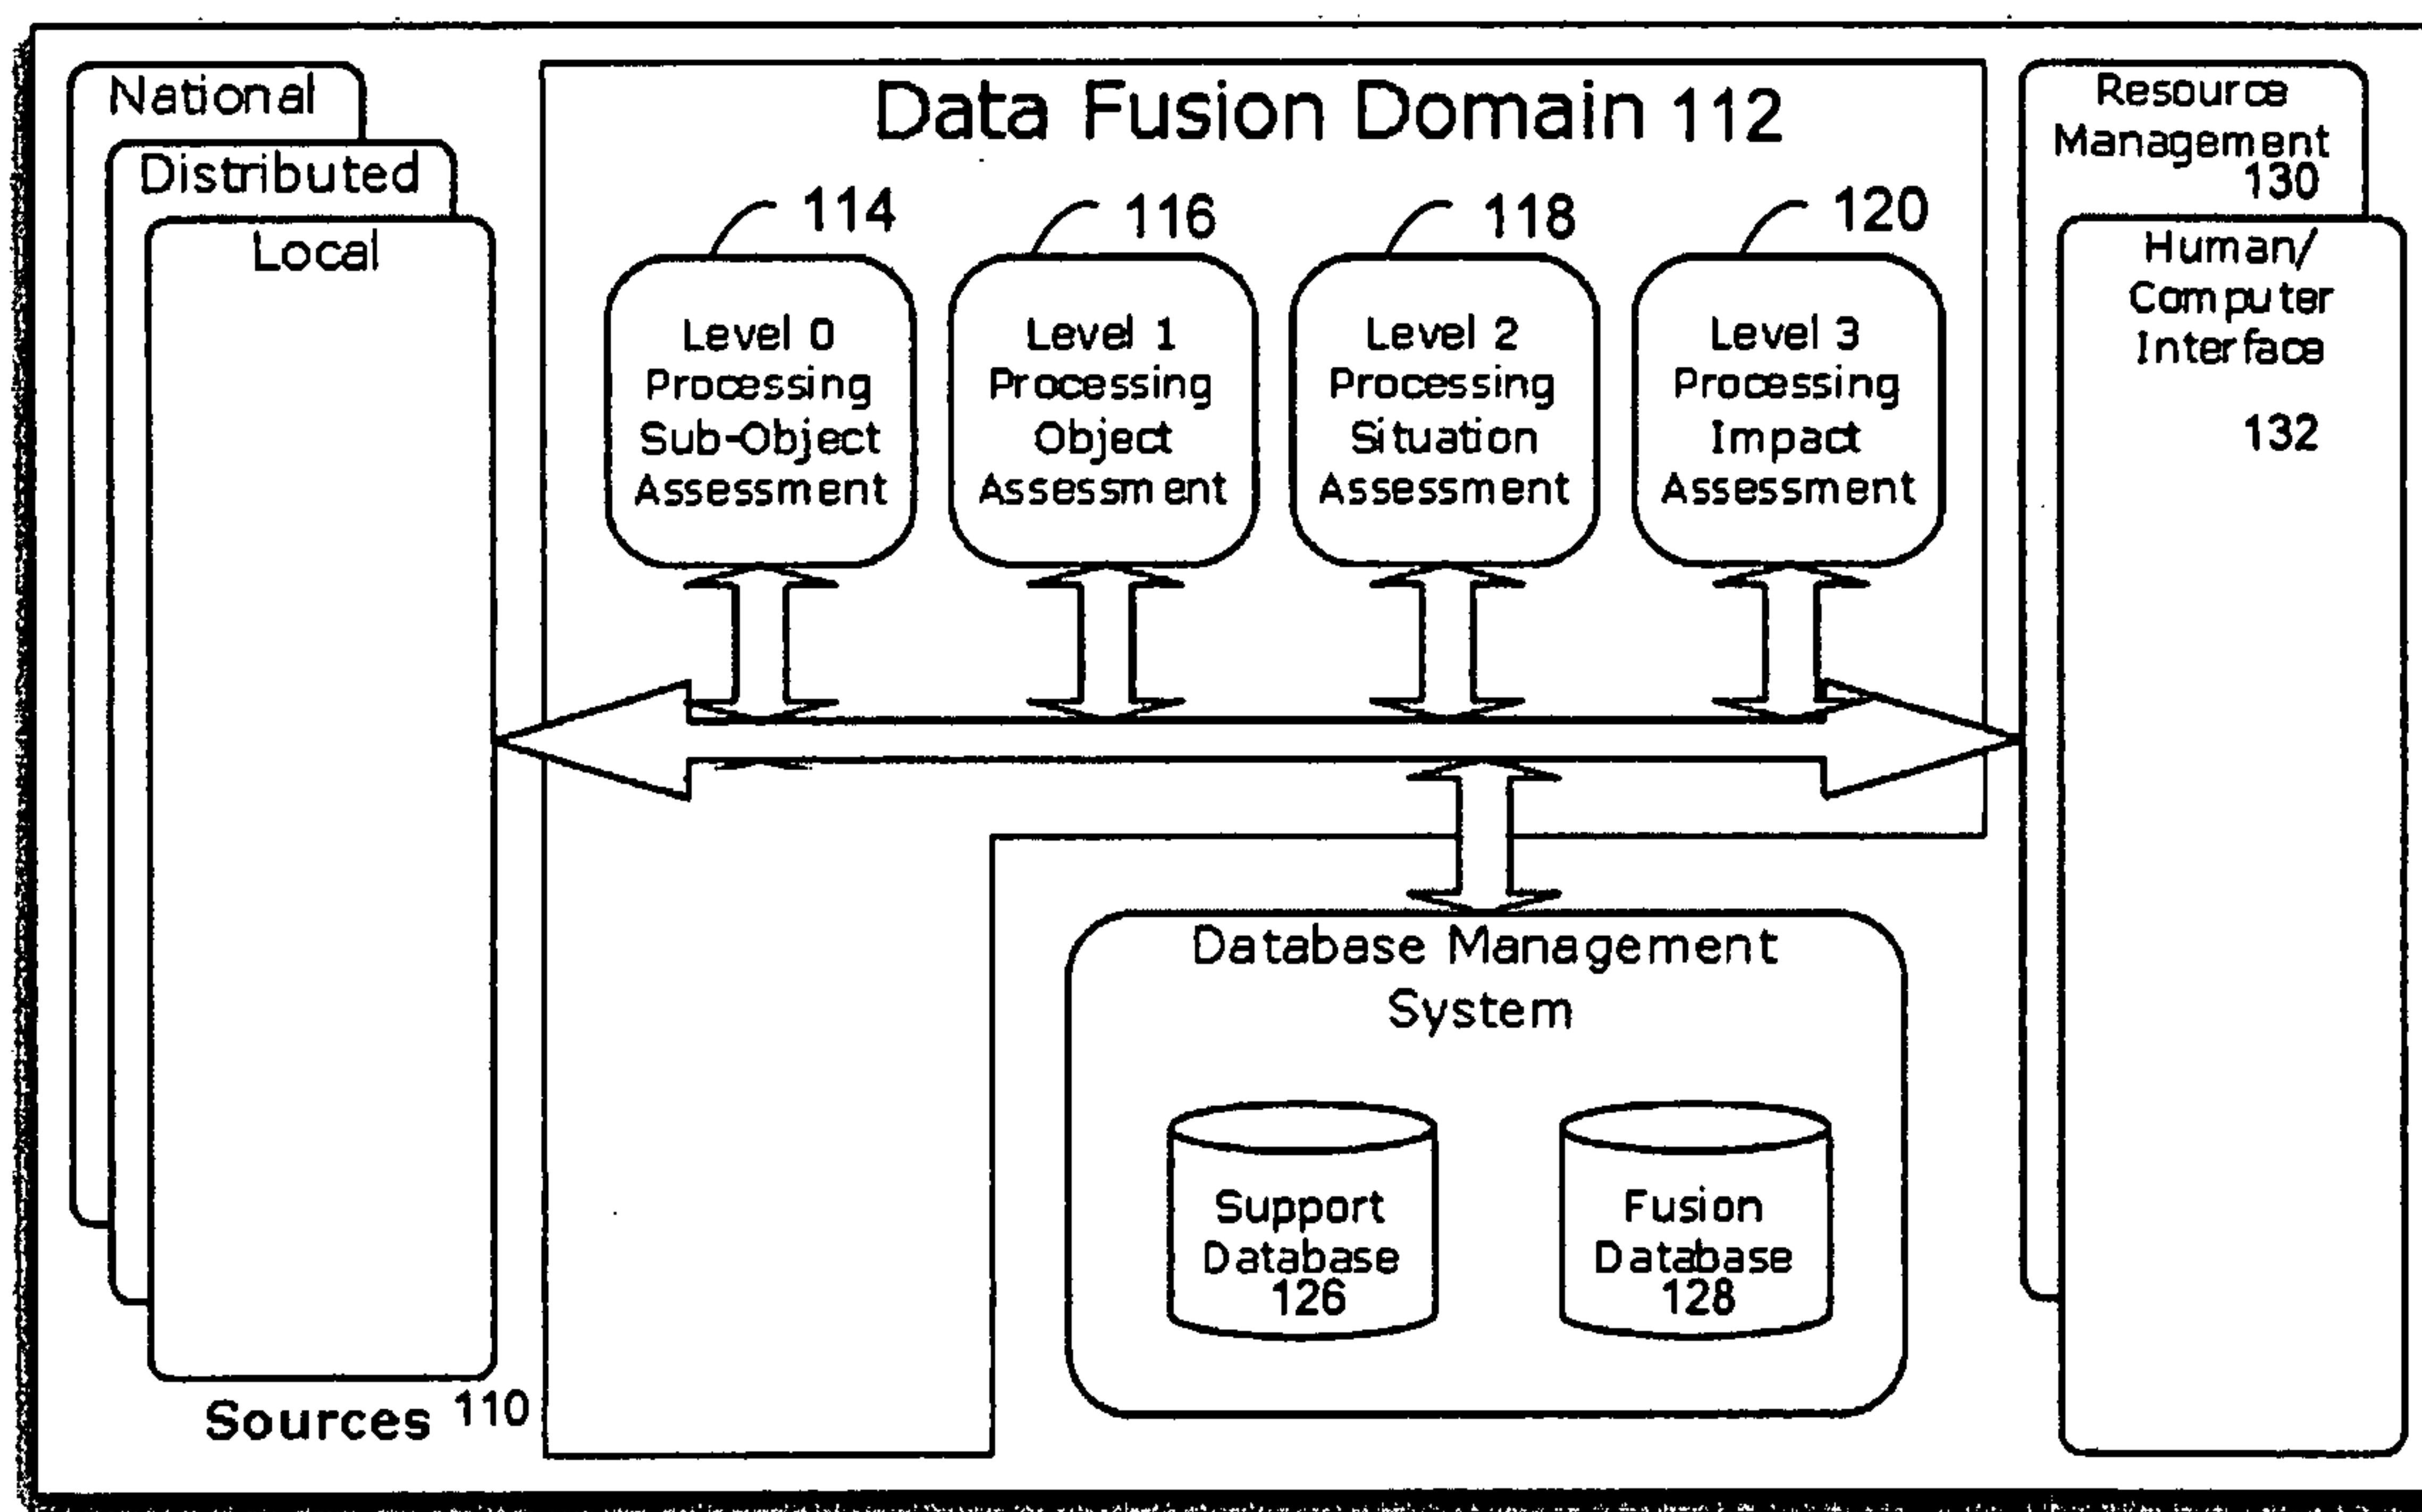 National
Distributed
Local
Sources 110
Data Fusion Domain 112
114
Level 0
Processing
Sub-Object
Assessment
116
Level 1
Processing
Object
Assessment
118
Level 2
Processing
Situation
Assessment
120
Level 3
Processing
Impact
Assessment
Database Management
System
Support
Database
126
Fusion
Database
128
Resource
Management
130
Human/
Computer
Interface
132